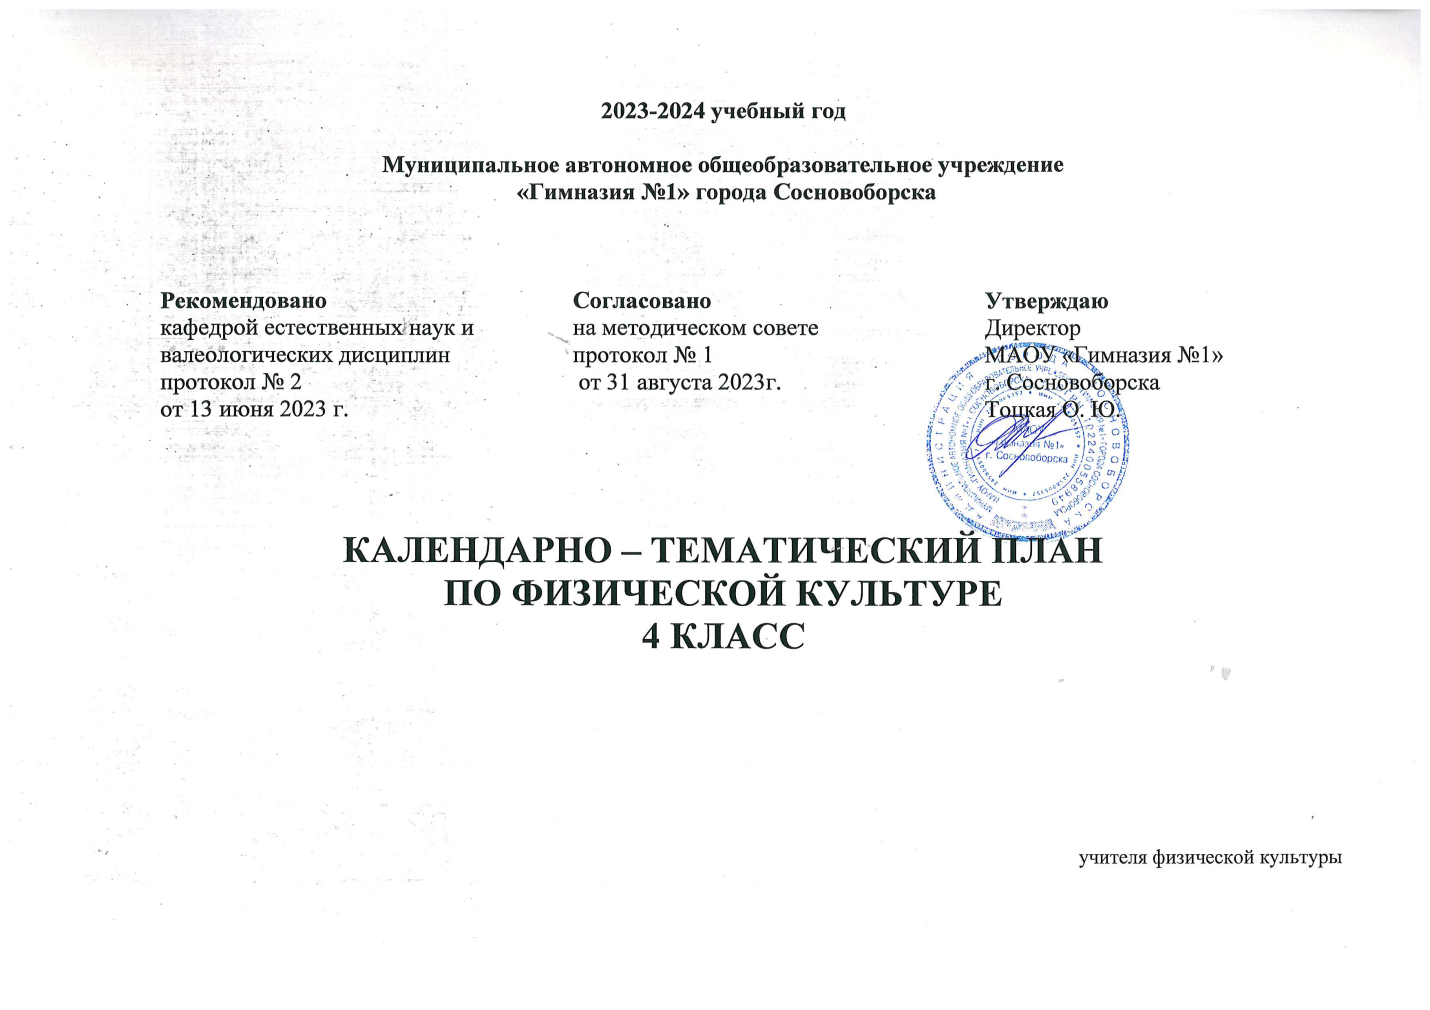 2023-2024 учебный год
Муниципальное автономное общеобразовательное учреждение
«Гимназия №1» города Сосновоборска
Рекомендовано
кафедрой естественных наук и
валеологических дисциплин
протокол № 2
от 13 июня 2023 г.
Согласовано
на методическом совете
протокол № 1
от 31 августа 2023г.
Утверждаю
Директор
МАОУ «Гимназия №1»
г. Сосновоборска
Тоцкая О. Ю.
г. Сосновоборска
КАЛЕНДАРНО – ТЕМАТИЧЕСКИЙ ПЛАН
ПО ФИЗИЧЕСКОЙ КУЛЬТУРЕ
4 КЛАСС
учителя физической культуры